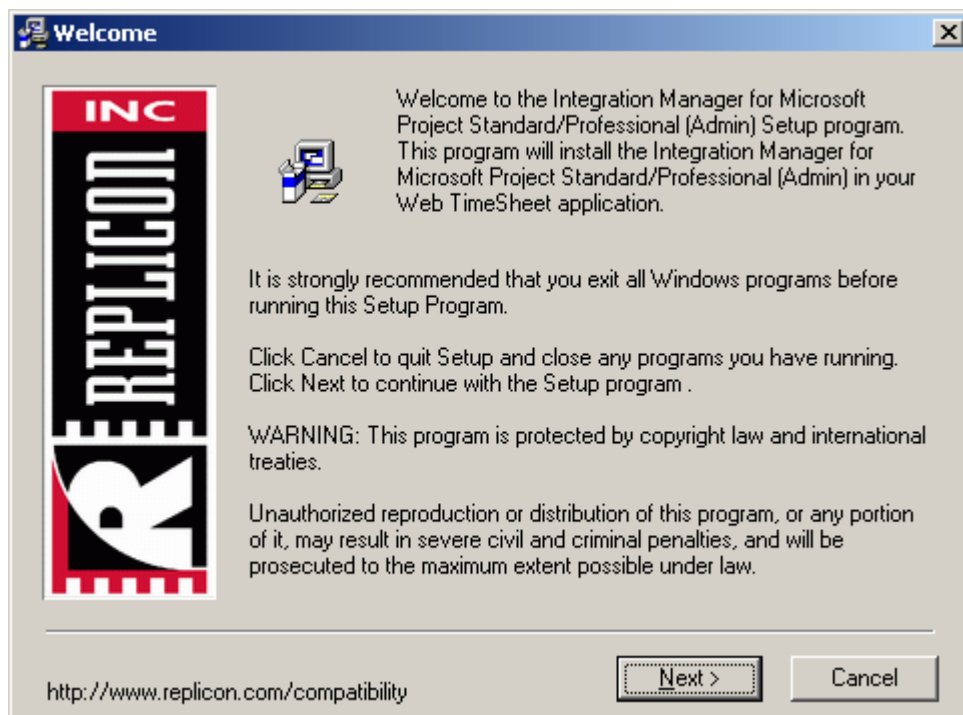 Welcome
INC
REPLICON
R
Welcome to the Integration Manager for Microsoft
Project Standard/Professional (Admin) Setup program.
This program will install the Integration Manager for
Microsoft Project Standard/Professional (Admin) in your
Web TimeSheet application.
It is strongly recommended that you exit all Windows programs before
running this Setup Program.
Click Cancel to quit Setup and close any programs you have running.
Click Next to continue with the Setup program .
WARNING: This program is protected by copyright law and international
treaties.
Unauthorized reproduction or distribution of this program, or any portion
of it, may result in severe civil and criminal penalties, and will be
prosecuted to the maximum extent possible under law.
http://www.replicon.com/compatibility
Next >
Cancel